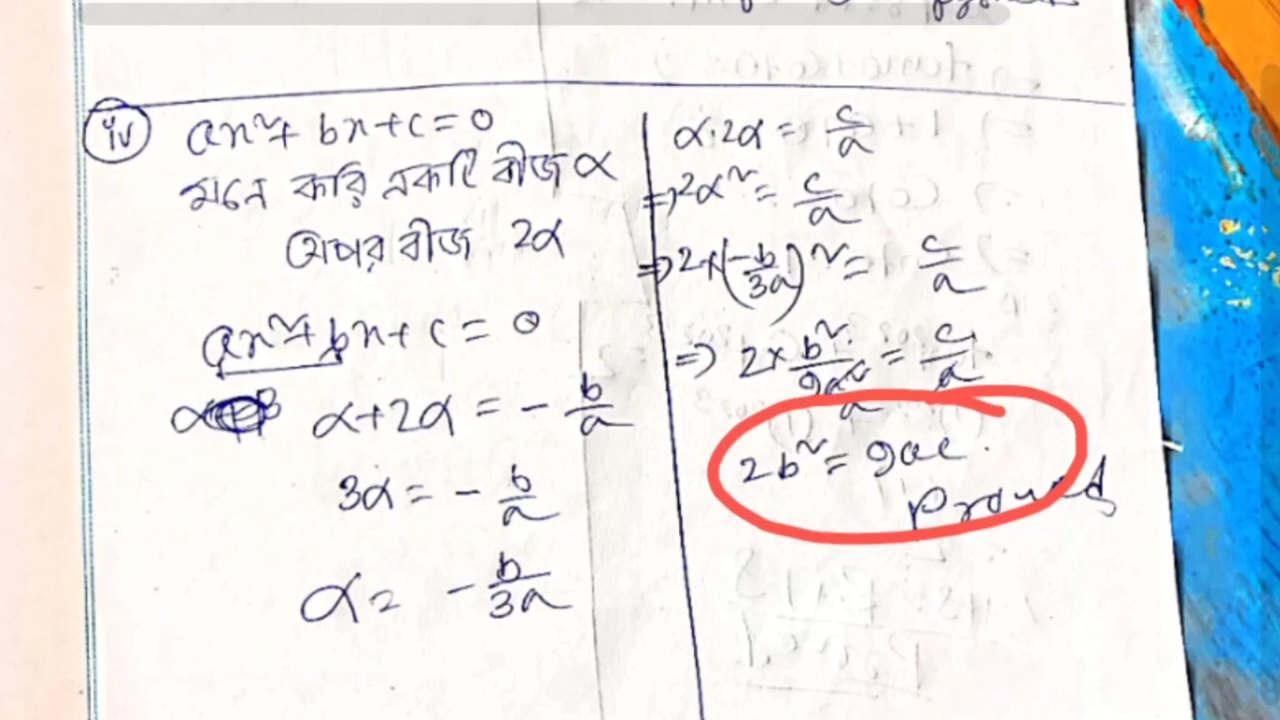 (iv) ax² + bx + c = 0
মনে করি একটি বীজ α
অপর বীজ 2α
ax² + bx + c = 0
α + 2α = - b/a
3α = - b/a
α = - b/3a
α·2α = c/a
⇒ 2α² = c/a
⇒ 2×(-b/3a)² = c/a
⇒ 2× b²/9a² = c/a
2b² = 9ac.
Proved